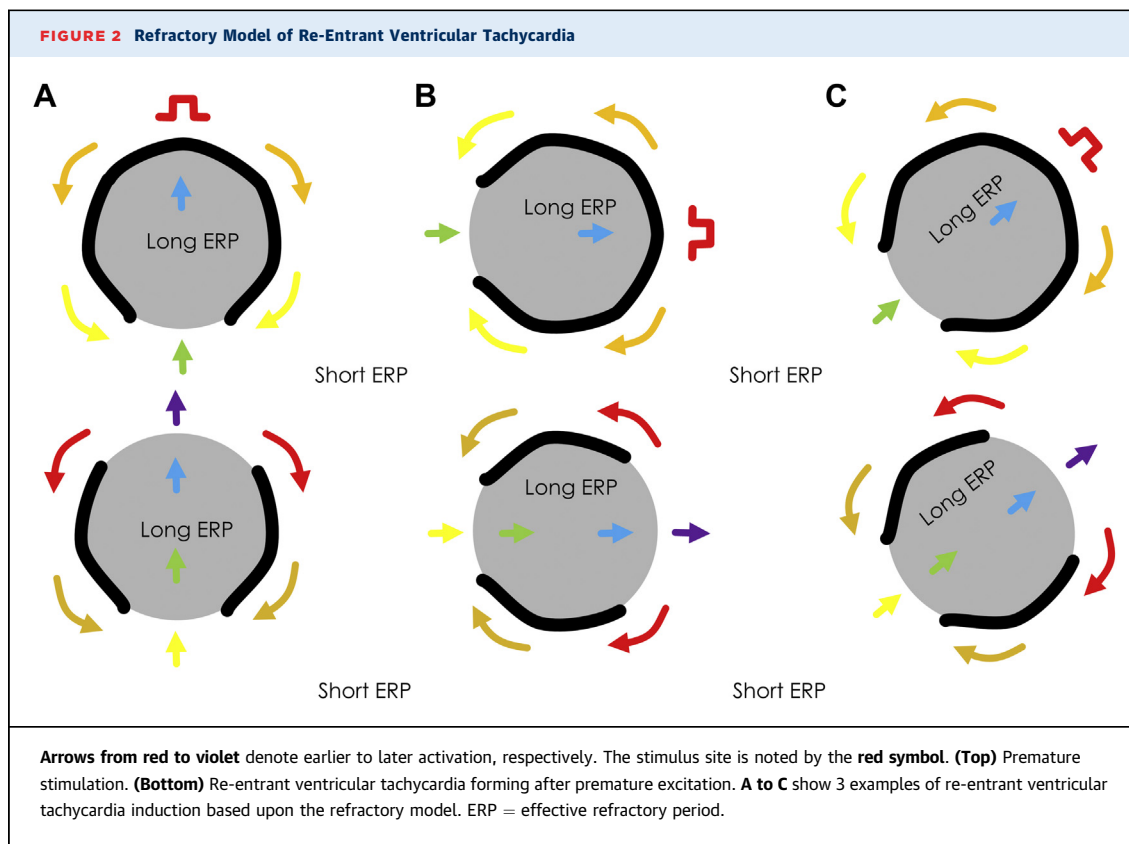 FIGURE 2 Refractory Model of Re-Entrant Ventricular Tachycardia
A
B
C
Long ERP
Long ERP
Long ERP
Short ERP
Short ERP
Long ERP
Long ERP
Long ERP
Short ERP
Short ERP
Arrows from red to violet denote earlier to later activation, respectively. The stimulus site is noted by the red symbol. (Top) Premature
stimulation. (Bottom) Re-entrant ventricular tachycardia forming after premature excitation. A to C show 3 examples of re-entrant ventricular
tachycardia induction based upon the refractory model. ERP = effective refractory period.